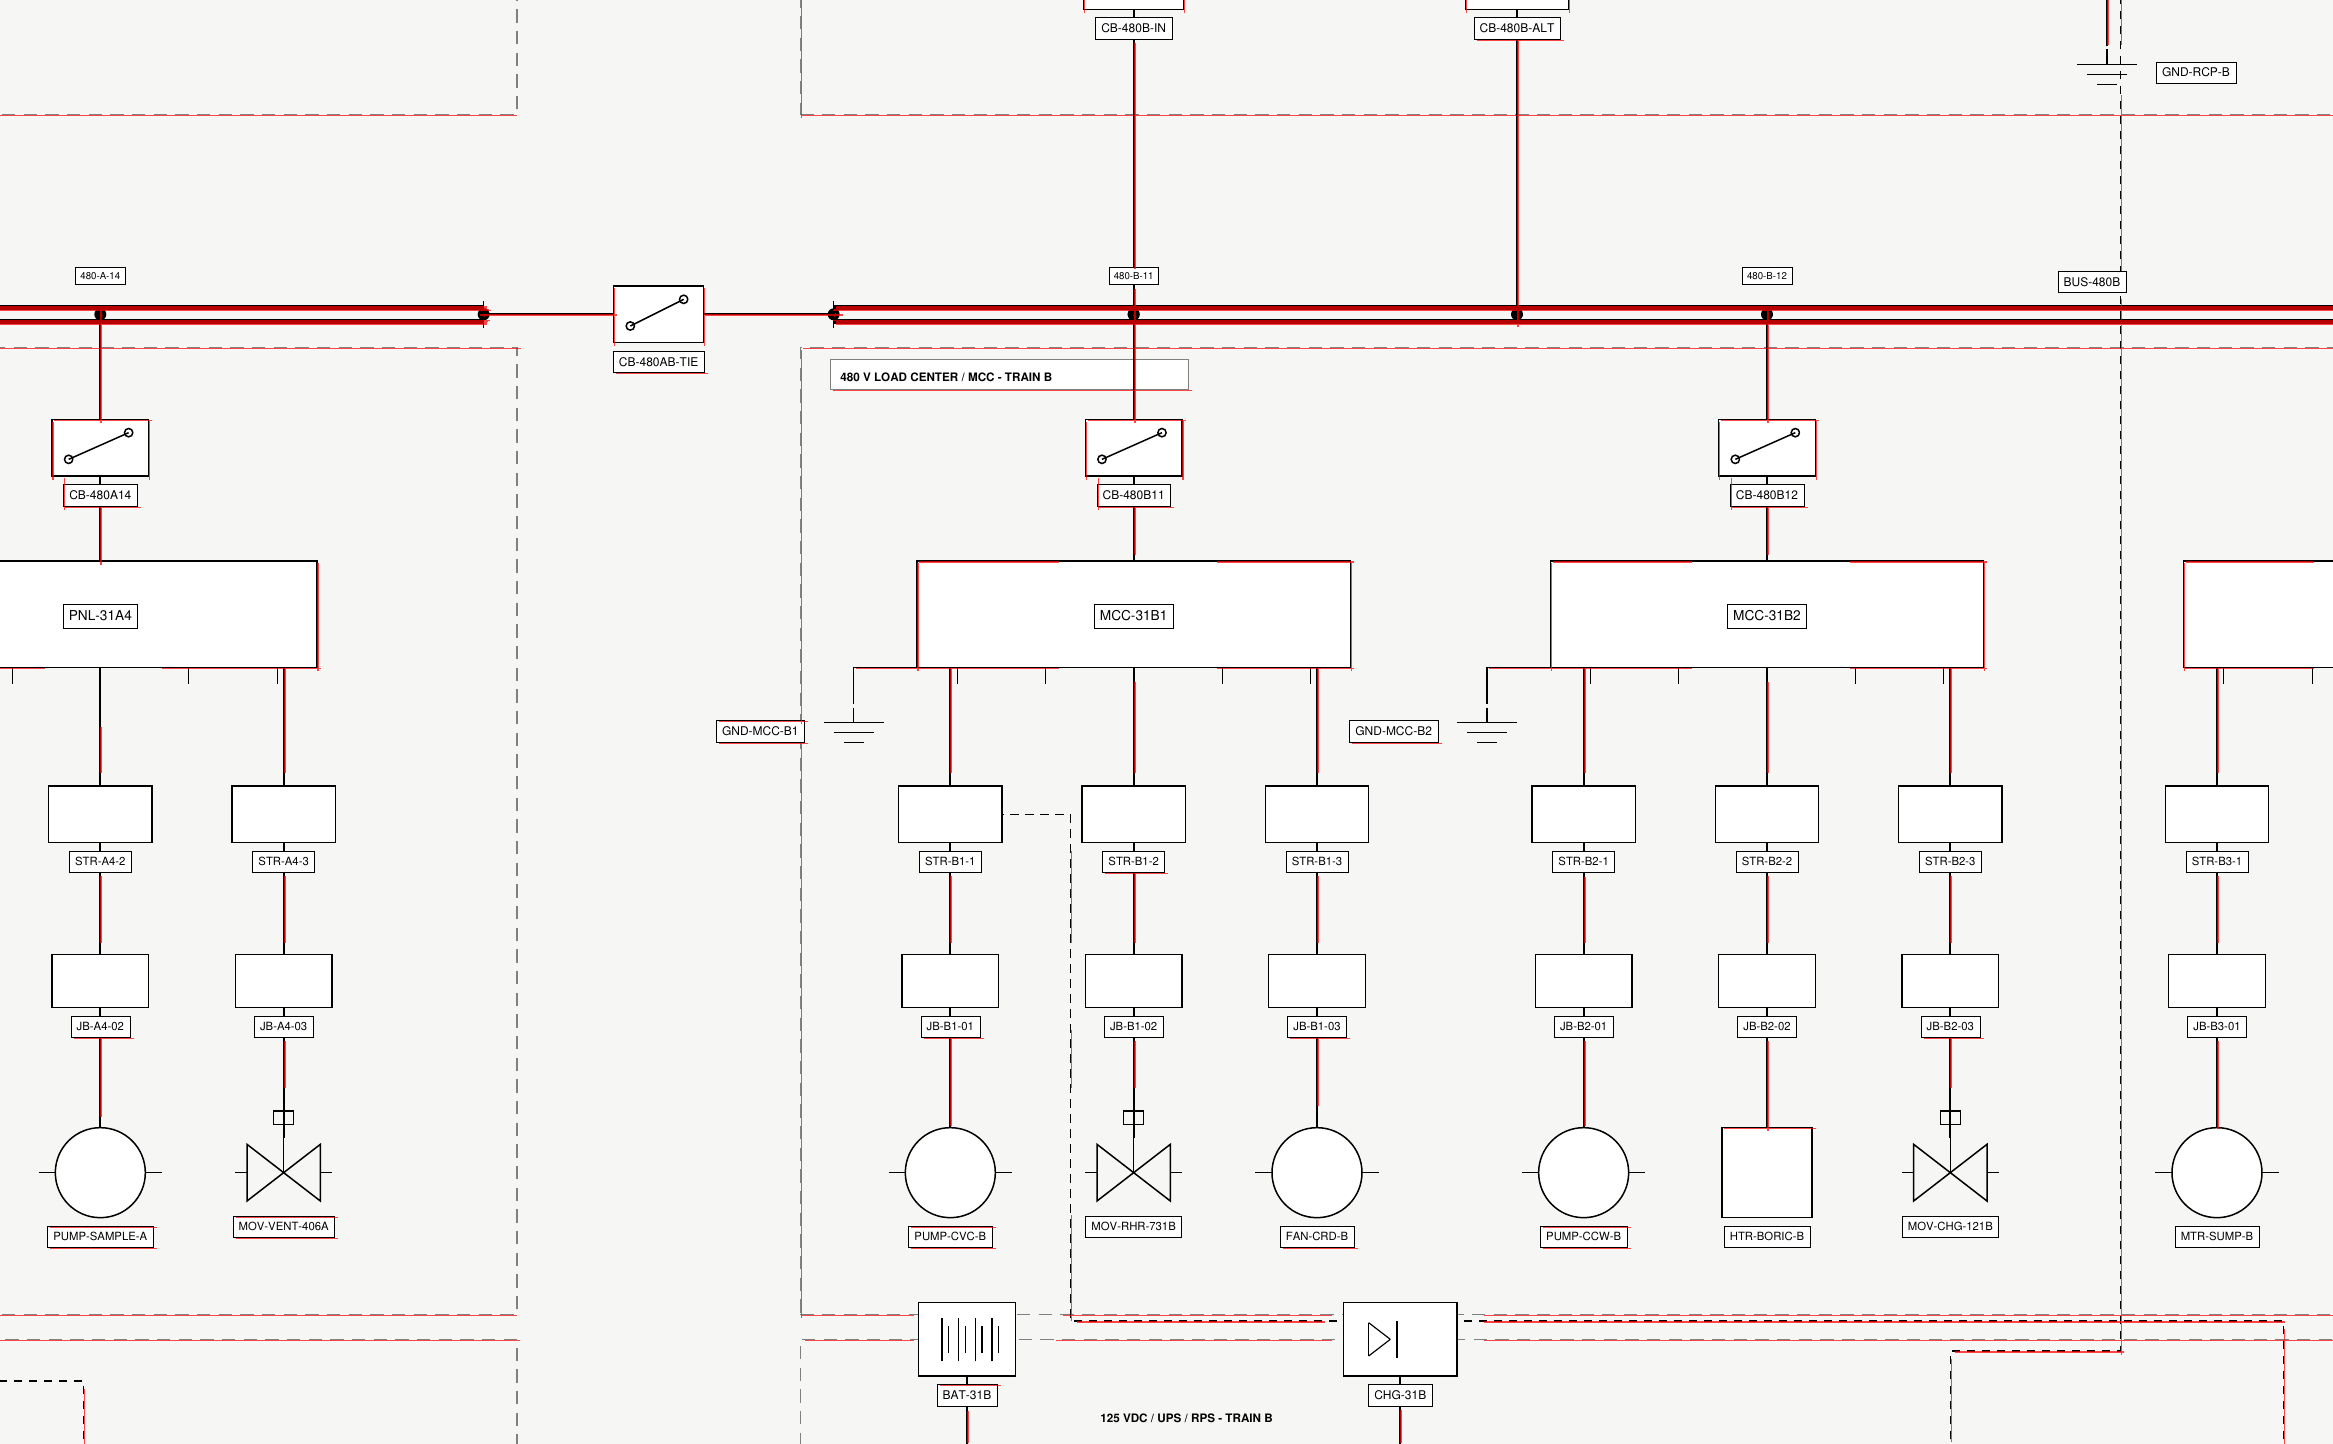 CB-480B-IN
CB-480B-ALT
GND-RCP-B
480-A-14
480-B-11
480-B-12
BUS-480B
CB-480AB-TIE
480 V LOAD CENTER / MCC - TRAIN B
CB-480A14
CB-480B11
CB-480B12
PNL-31A4
MCC-31B1
MCC-31B2
GND-MCC-B1
GND-MCC-B2
STR-A4-2
STR-A4-3
STR-B1-1
STR-B1-2
STR-B1-3
STR-B2-1
STR-B2-2
STR-B2-3
STR-B3-1
JB-A4-02
JB-A4-03
JB-B1-01
JB-B1-02
JB-B1-03
JB-B2-01
JB-B2-02
JB-B2-03
JB-B3-01
PUMP-SAMPLE-A
MOV-VENT-406A
PUMP-CVC-B
MOV-RHR-731B
FAN-CRD-B
PUMP-CCW-B
HTR-BORIC-B
MOV-CHG-121B
MTR-SUMP-B
BAT-31B
CHG-31B
125 VDC / UPS / RPS - TRAIN B